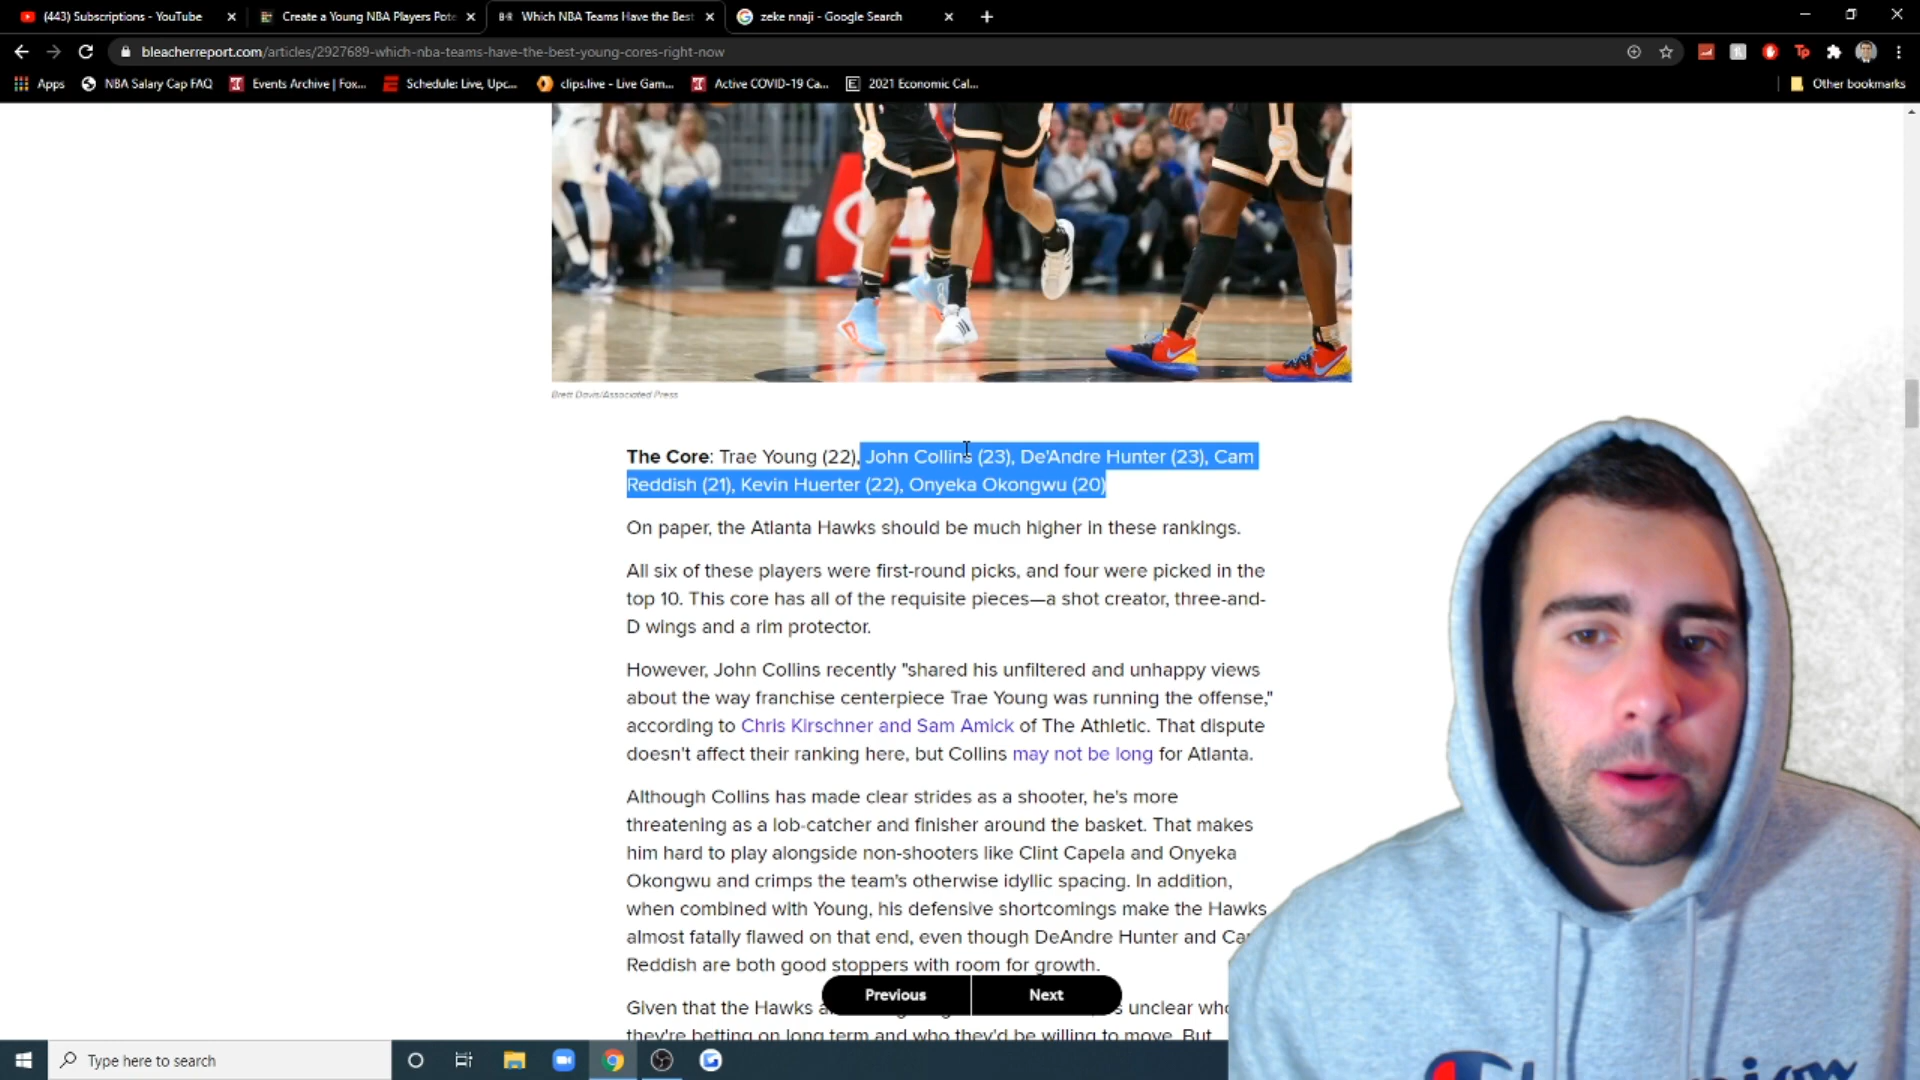 (443) Subscriptions - YouTube
Create a Young NBA Players Pote
Which NBA Teams Have the Best
zeke nnaji - Google Search
bleacherreport.com/articles/2927689-which-nba-teams-have-the-best-young-cores-right-now
Apps
NBA Salary Cap FAQ
Events Archive | Fox...
Schedule: Live, Upc...
clips.live - Live Gam...
Active COVID-19 Ca...
2021 Economic Cal...
Other bookmarks
Brett Davis/Associated Press
The Core: Trae Young (22), John Collins (23), De'Andre Hunter (23), Cam
Reddish (21), Kevin Huerter (22), Onyeka Okongwu (20)
On paper, the Atlanta Hawks should be much higher in these rankings.
All six of these players were first-round picks, and four were picked in the
top 10. This core has all of the requisite pieces—a shot creator, three-and-
D wings and a rim protector.
However, John Collins recently "shared his unfiltered and unhappy views
about the way franchise centerpiece Trae Young was running the offense,"
according to Chris Kirschner and Sam Amick of The Athletic. That dispute
doesn't affect their ranking here, but Collins may not be long for Atlanta.
Although Collins has made clear strides as a shooter, he's more
threatening as a lob-catcher and finisher around the basket. That makes
him hard to play alongside non-shooters like Clint Capela and Onyeka
Okongwu and crimps the team's otherwise idyllic spacing. In addition,
when combined with Young, his defensive shortcomings make the Hawks
almost fatally flawed on that end, even though DeAndre Hunter and
Reddish are both good stoppers with room for growth.
Previous
Next
Given that the Hawks unclear
they're betting on long term and who they'd be willing to move. But
Type here to search